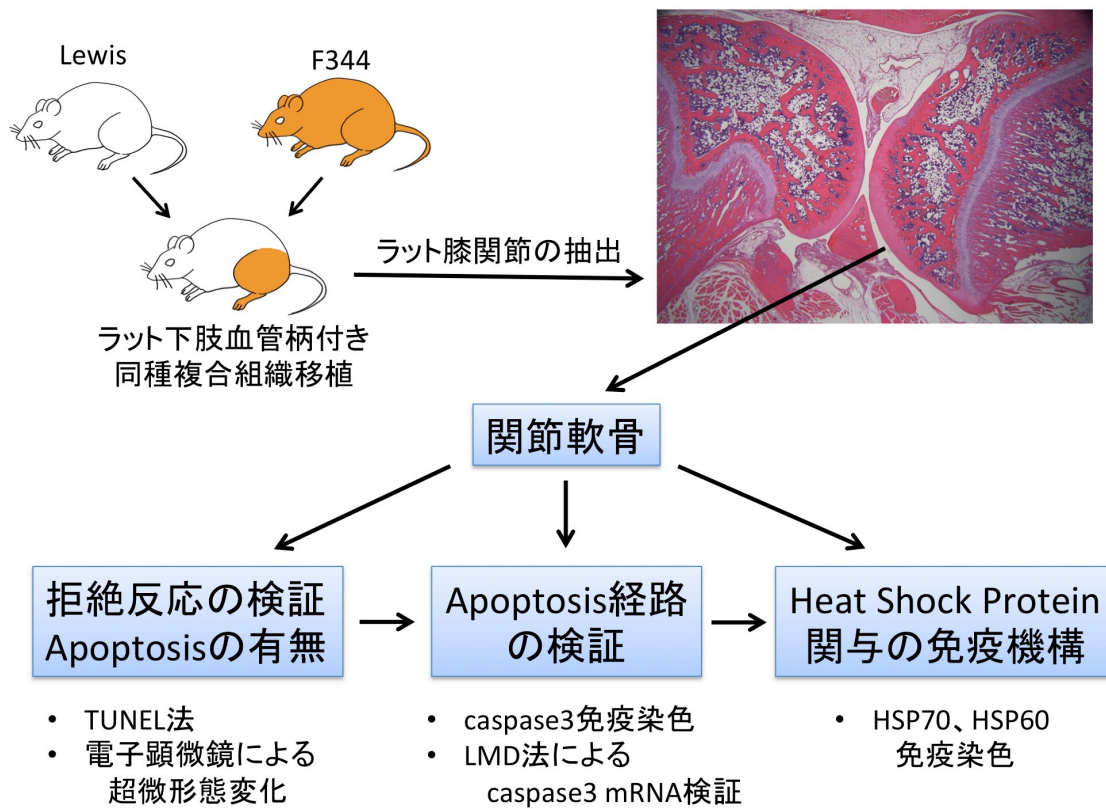 Lewis
F344
ラット膝関節の抽出
ラット下肢血管柄付き
同種複合組織移植
関節軟骨
拒絶反応の検証
Apoptosisの有無
Apoptosis経路
の検証
Heat Shock Protein
関与の免疫機構
• TUNEL法
• 電子顕微鏡による
超微形態変化
• caspase3免疫染色
• LMD法による
caspase3 mRNA検証
• HSP70、HSP60
免疫染色